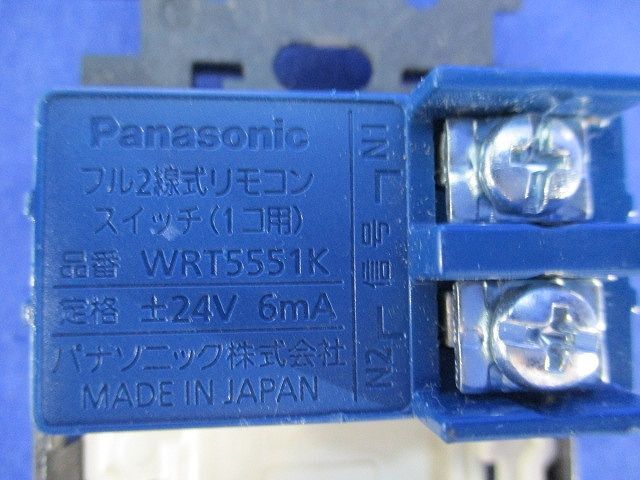 Panasonic
フル2線式リモコン
スイッチ(1コ用)
品番 WRT5551K
定格 ±24V 6mA
パナソニック株式会社
MADE IN JAPAN
N2 信号 N1